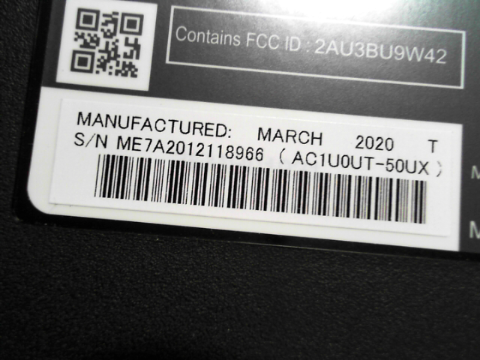 Contains FCC ID : 2AU3BU9W42
MANUFACTURED: MARCH 2020 T
S/N ME7A2012118966 ( AC1U0UT-50UX )